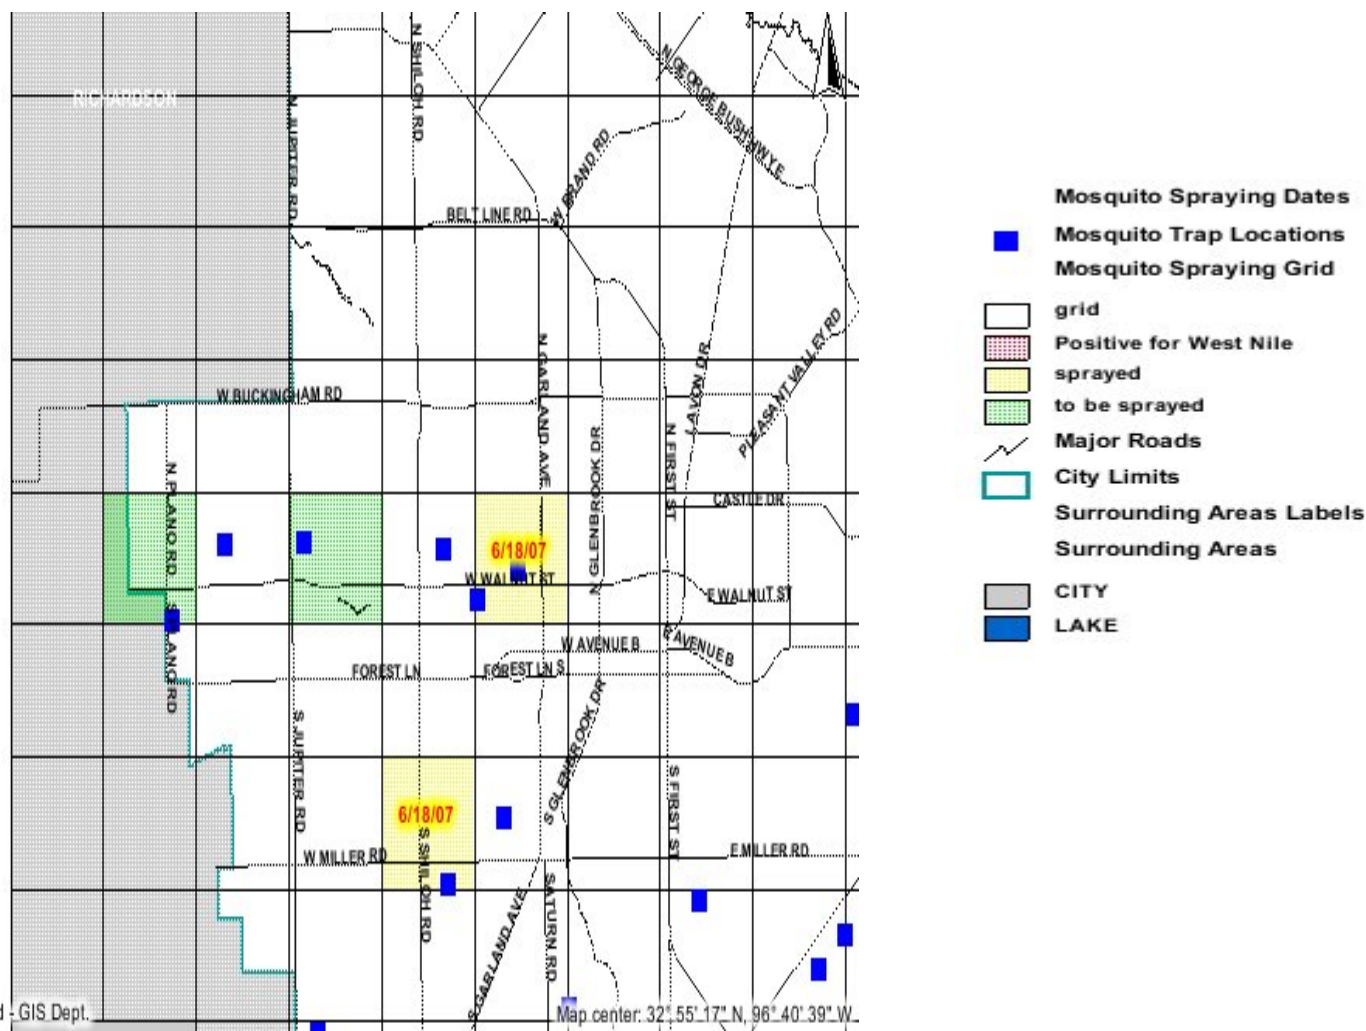 RICHARDSON
N JUPITER RD
N SHILOH RD
N GEORGE BUSH HWY E
W BRAND RD
BELT LINE RD
N GARLAND AVE
LAVON DR
PLEASANT VALLEY RD
W BUCKINGHAM RD
N PLANO RD
N GLENBROOK DR
N FIRST ST
CASTLE DR
6/18/07
W WALNUT ST
E WALNUT ST
S PLANO RD
W AVENUE B
E AVENUE B
FOREST LN
FOREST LN S
S JUPITER RD
S GLENBROOK DR
S FIRST ST
6/18/07
W MILLER RD
E MILLER RD
S SHILOH RD
S GARLAND AVE
SATURN RD
d - GIS Dept.
Map center: 32° 55' 17" N, 96° 40' 39" W
Mosquito Spraying Dates
Mosquito Trap Locations
Mosquito Spraying Grid
grid
Positive for West Nile
sprayed
to be sprayed
Major Roads
City Limits
Surrounding Areas Labels
Surrounding Areas
CITY
LAKE